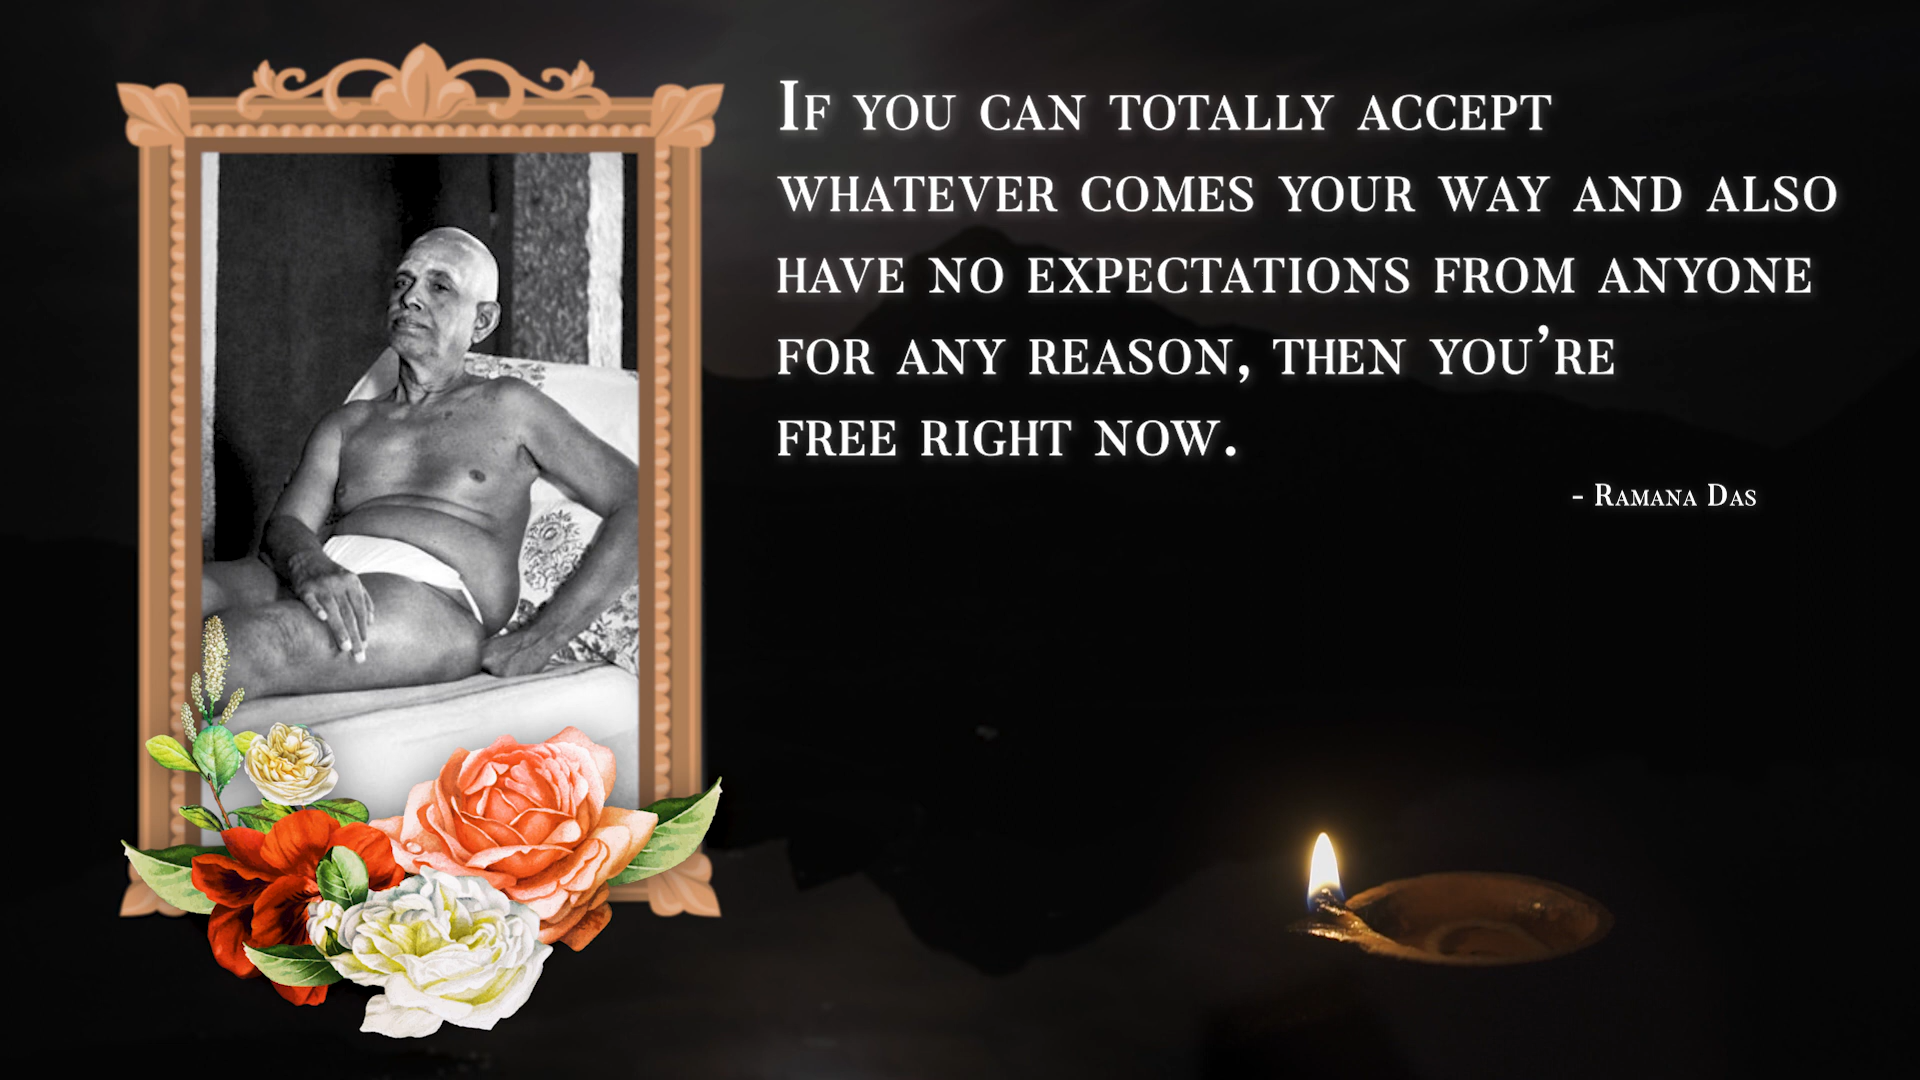 If you can totally accept
whatever comes your way and also
have no expectations from anyone
for any reason, then you're
free right now.
- Ramana Das